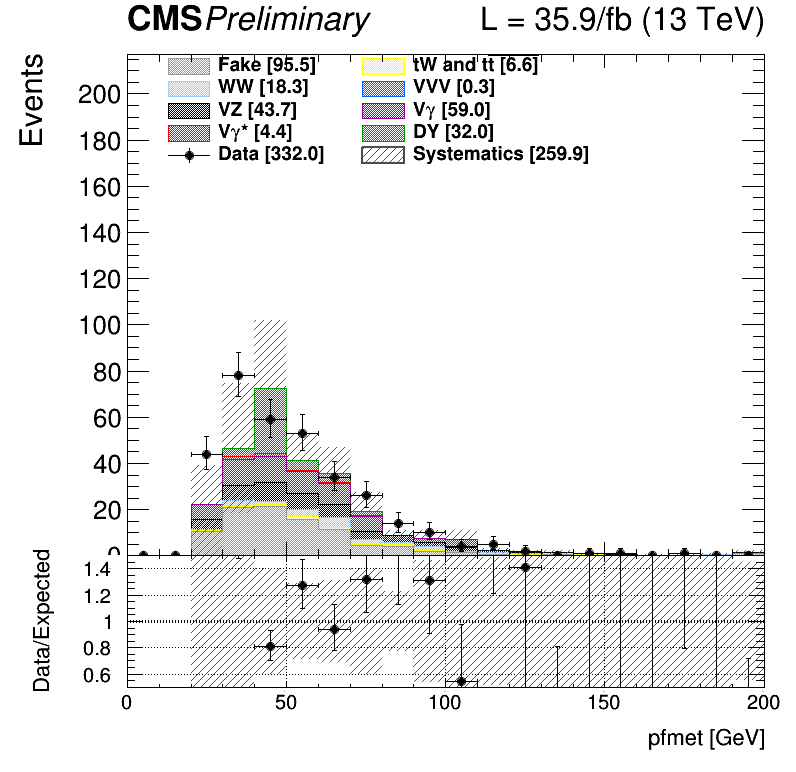 CMS Preliminary L = 35.9/fb (13 TeV)
Events
Fake [95.5] tW and tt [6.6]
WW [18.3] VVV [0.3]
VZ [43.7] Vγ [59.0]
Vγ* [4.4] DY [32.0]
Data [332.0] Systematics [259.9]
200
180
160
140
120
100
80
60
40
20
0
Data/Expected
1.4
1.2
1
0.8
0.6
0 50 100 150 200
pfmet [GeV]